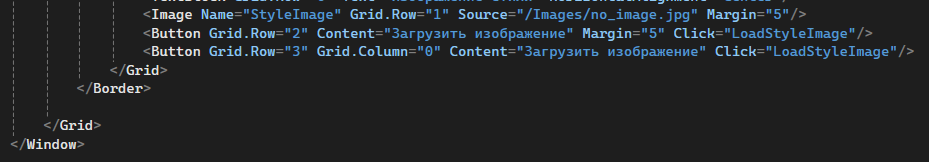 <Image Name="StyleImage" Grid.Row="1" Source="/Images/no_image.jpg" Margin="5"/>
<Button Grid.Row="2" Content="Загрузить изображение" Margin="5" Click="LoadStyleImage"/>
<Button Grid.Row="3" Grid.Column="0" Content="Загрузить изображение" Click="LoadStyleImage"/>
</Grid>
</Border>
</Grid>
</Window>